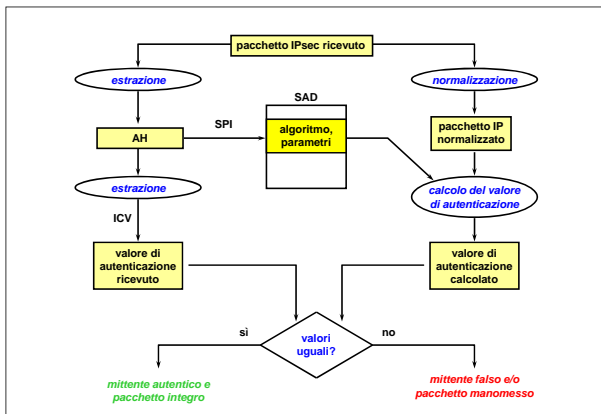 pacchetto IPsec ricevuto
estrazione
normalizzazione
SAD
AH
SPI
algoritmo,
parametri
pacchetto IP
normalizzato
estrazione
calcolo del valore
di autenticazione
ICV
valore di
autenticazione
ricevuto
valore di
autenticazione
calcolato
sì
valori
uguali?
no
mittente autentico e
pacchetto integro
mittente falso e/o
pacchetto manomesso